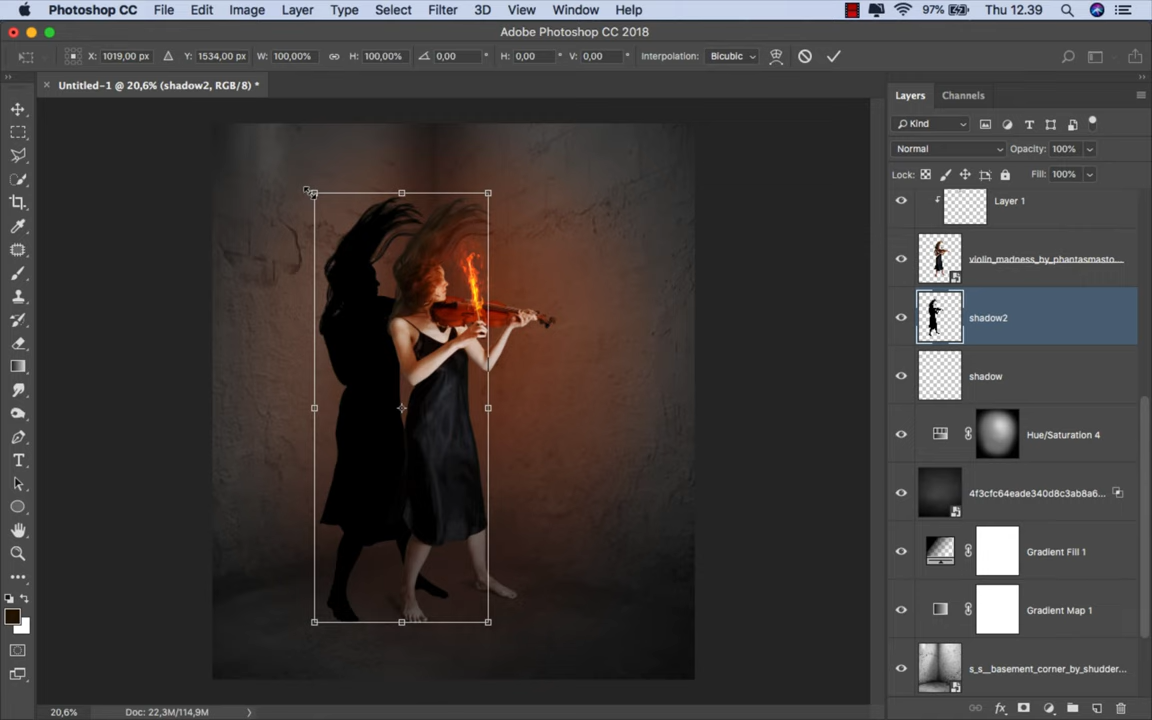 Photoshop CC File Edit Image Layer Type Select Filter 3D View Window Help 97% Thu 12.39
Adobe Photoshop CC 2018
X: 1019,00 px Y: 1534,00 px W: 100,00% H: 100,00% 0,00 ° H: 0,00 ° V: 0,00 ° Interpolation: Bicubic
Untitled-1 @ 20,6% (shadow2, RGB/8) *
Layers Channels
Kind
Normal Opacity: 100%
Lock: Fill: 100%
Layer 1
violin_madness_by_phantasmasto...
shadow2
shadow
Hue/Saturation 4
4f3cfc64eade340d8c3ab8a6...
Gradient Fill 1
Gradient Map 1
s_s__basement_corner_by_shudder...
20,6% Doc: 22,3M/114,9M